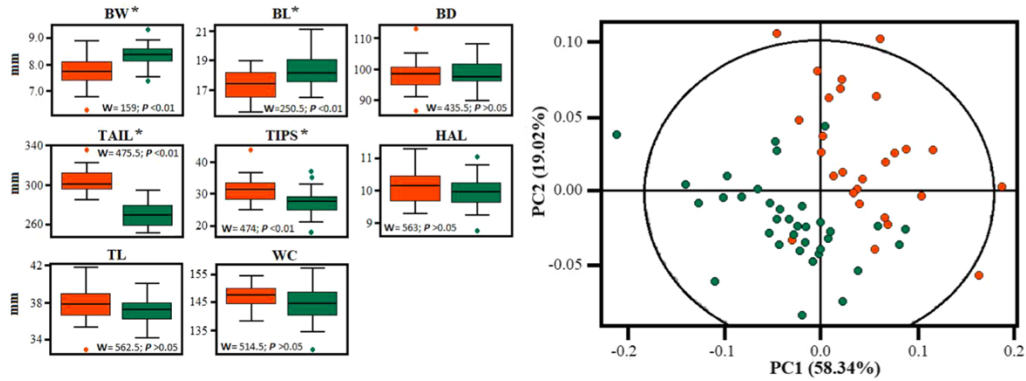 BW* BL* BD
mm 9.0 8.0 7.0 W= 159; P <0.01
21 19 17 W=250.5; P <0.01
110 100 90 W= 435.5; P >0.05
TAIL* TIPS* HAL
340 300 260 W= 475.5; P <0.01
40 30 20 W= 474; P <0.01
11 10 9 W= 563; P >0.05
TL WC
mm 42 38 34 W= 562.5; P >0.05
155 145 135 W= 514.5; P >0.05
PC2 (19.02%)
0.10
0.05
0.00
-0.05
-0.2 -0.1 0.0 0.1 0.2
PC1 (58.34%)